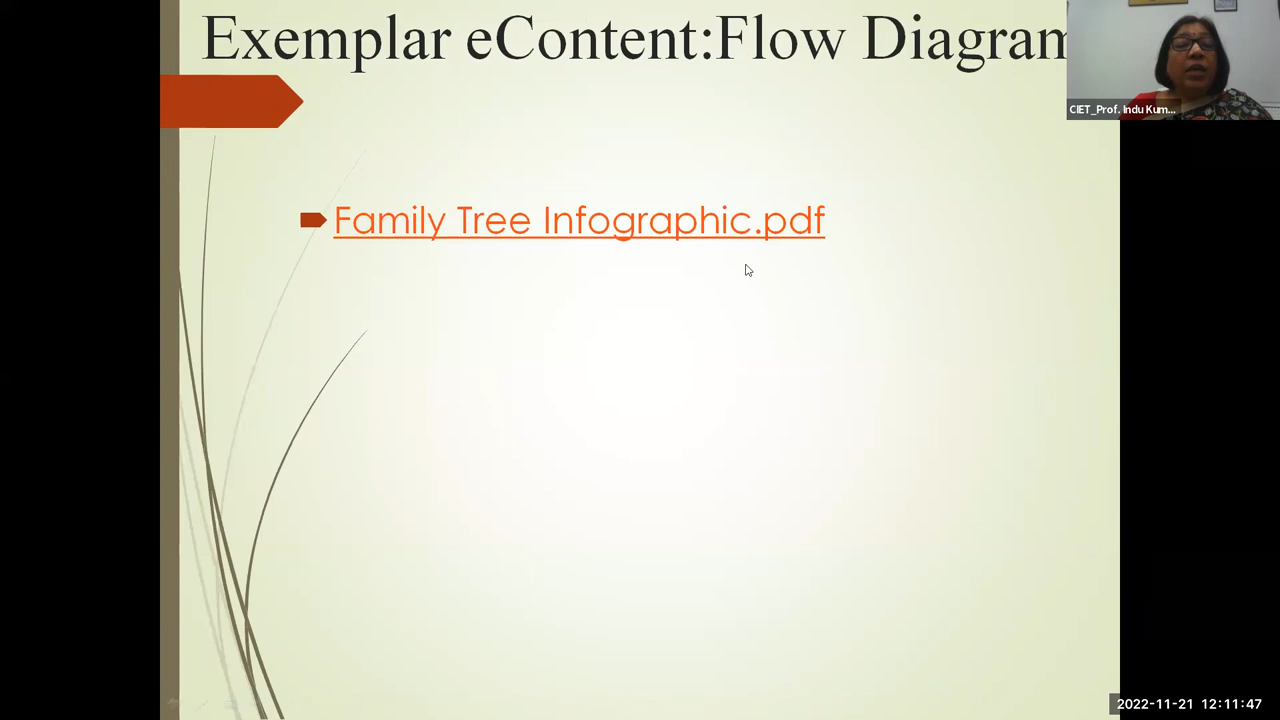 Exemplar eContent:Flow Diagram
CIET_Prof. Indu Kum...
Family Tree Infographic.pdf
2022-11-21 12:11:47